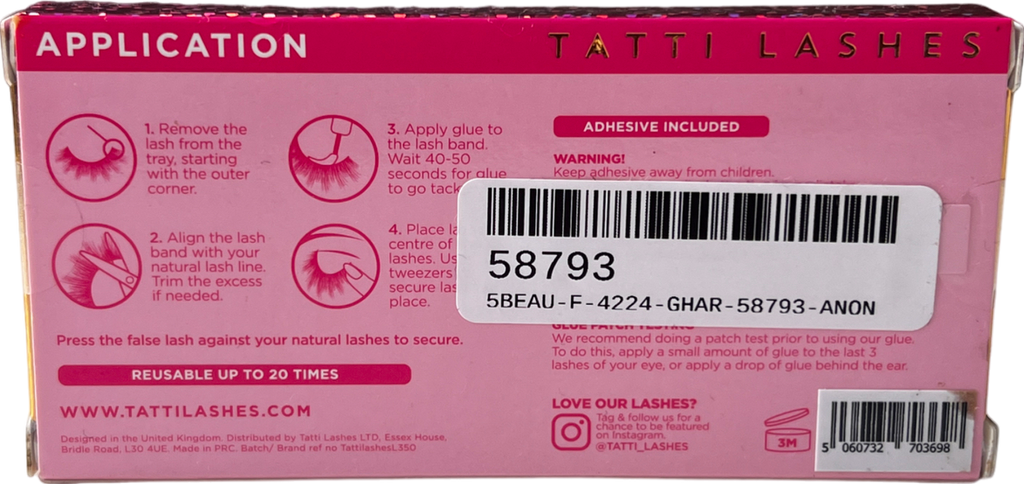 APPLICATION
TATTI LASHES
1. Remove the
lash from the
tray, starting
with the outer
corner.
2. Align the lash
band with your
natural lash line.
Trim the excess
if needed.
3. Apply glue to
the lash band.
Wait 40-50
seconds for glue
to go
4. Place
centre of
lashes.
tweezers
secure
place.
Press the false lash against your natural lashes to secure.
REUSABLE UP TO 20 TIMES
WWW.TATTILASHES.COM
Designed in the United Kingdom. Distributed by Tatti Lashes LTD, Essex House,
Bridle Road, L30 4UE. Made in PRC. Batch/ Brand ref no TattilashesL350
ADHESIVE INCLUDED
WARNING!
Keep adhesive away from children.
58793
5BEAU-F-4224-GHAR-58793-ANON
GLUE PATCH TESTING
We recommend doing a patch test prior to using our glue.
To do this, apply a small amount of glue to the last 3
lashes of your eye, or apply a drop of glue behind the ear.
LOVE OUR LASHES?
Tag & follow us for a
chance to be featured
on Instagram.
@TATTI_LASHES
3M
5 060732 703698